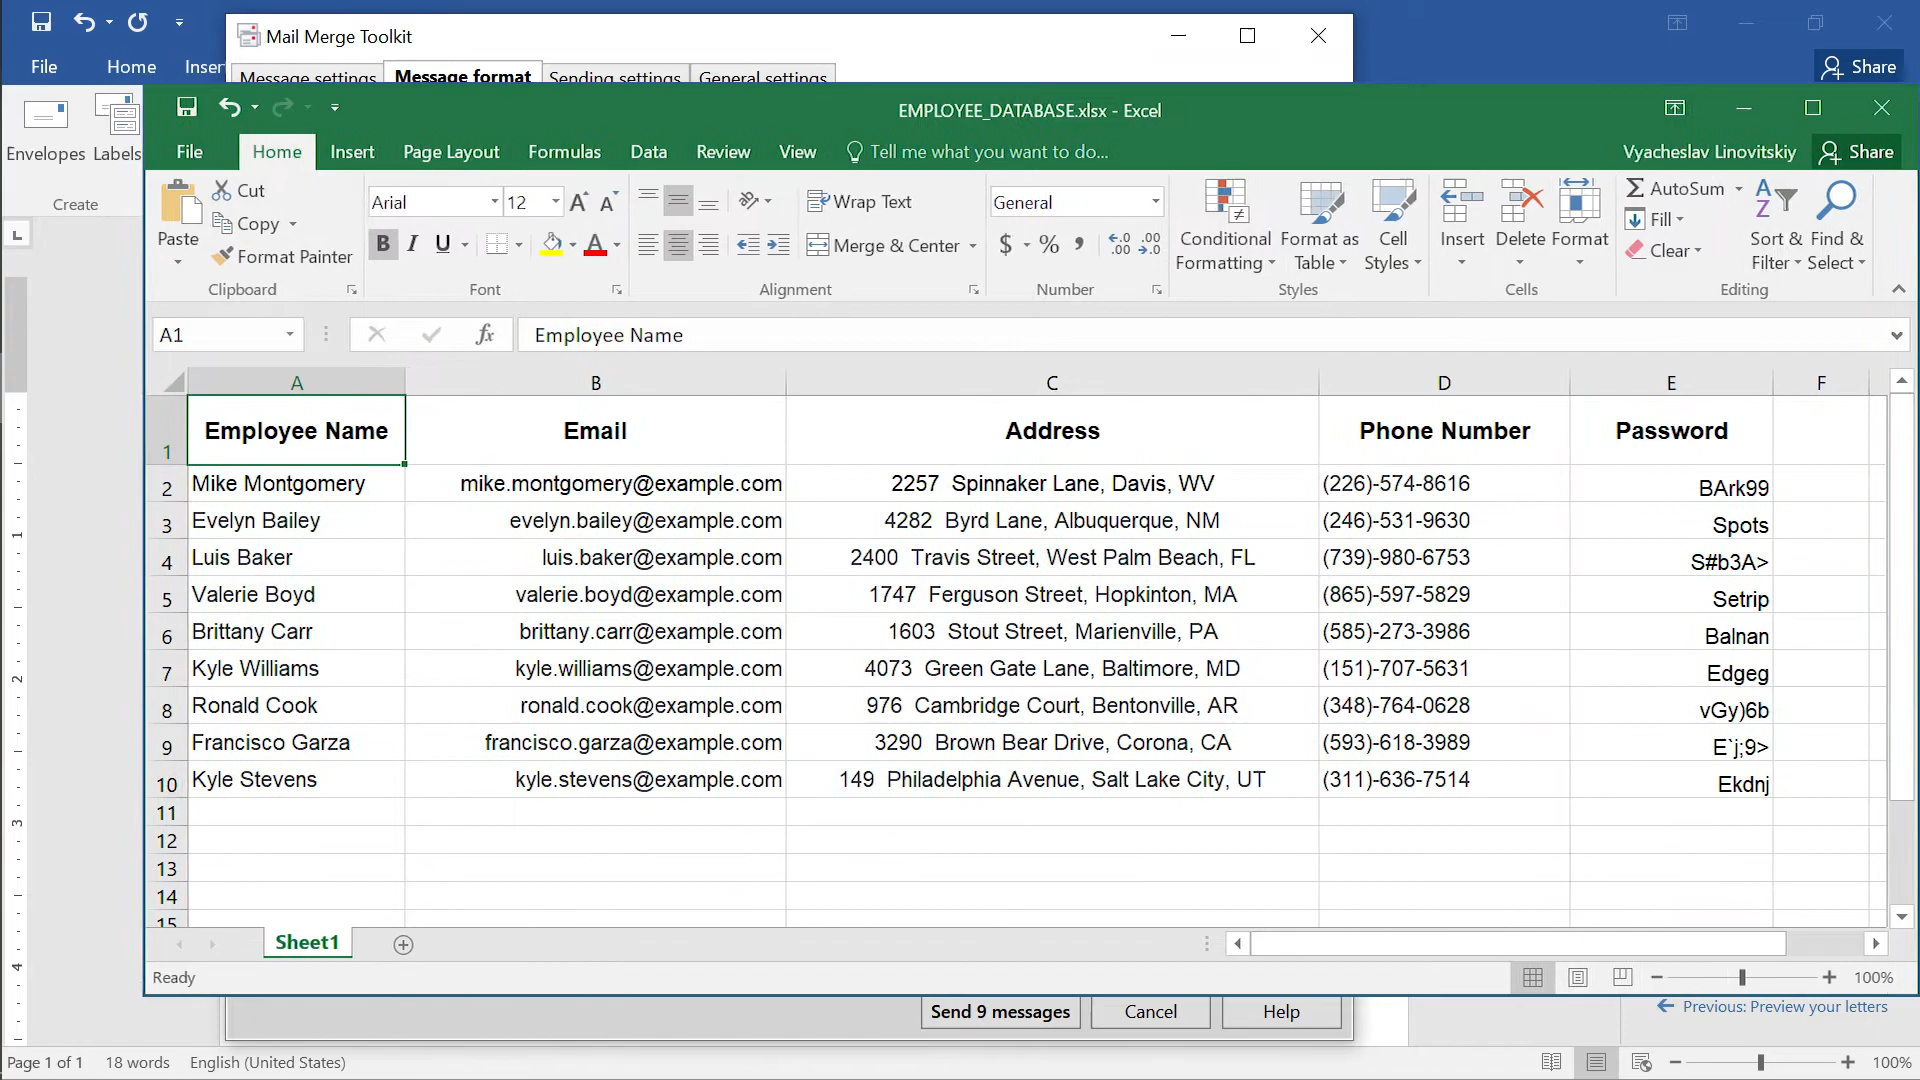 Mail Merge Toolkit
File Home Inser
Share
Message settings Message format Sending settings General settings
EMPLOYEE_DATABASE.xlsx - Excel
Envelopes Labels
Create
File Home Insert Page Layout Formulas Data Review View Tell me what you want to do...
Vyacheslav Linovitskiy Share
Paste
Cut
Copy
Format Painter
Clipboard
Arial 12
B I U A
Font
Wrap Text
Merge & Center
Alignment
General
$ % ,
Number
Conditional Formatting
Format as Table
Cell Styles
Styles
Insert Delete Format
Cells
AutoSum
Fill
Clear
Sort & Filter
Find & Select
Editing
A1 fx Employee Name
A B C D E F
1 Employee Name Email Address Phone Number Password
2 Mike Montgomery mike.montgomery@example.com 2257 Spinnaker Lane, Davis, WV (226)-574-8616 BArk99
3 Evelyn Bailey evelyn.bailey@example.com 4282 Byrd Lane, Albuquerque, NM (246)-531-9630 Spots
4 Luis Baker luis.baker@example.com 2400 Travis Street, West Palm Beach, FL (739)-980-6753 S#b3A>
5 Valerie Boyd valerie.boyd@example.com 1747 Ferguson Street, Hopkinton, MA (865)-597-5829 Setrip
6 Brittany Carr brittany.carr@example.com 1603 Stout Street, Marienville, PA (585)-273-3986 Balnan
7 Kyle Williams kyle.williams@example.com 4073 Green Gate Lane, Baltimore, MD (151)-707-5631 Edgeg
8 Ronald Cook ronald.cook@example.com 976 Cambridge Court, Bentonville, AR (348)-764-0628 vGy)6b
9 Francisco Garza francisco.garza@example.com 3290 Brown Bear Drive, Corona, CA (593)-618-3989 E`j;9>
10 Kyle Stevens kyle.stevens@example.com 149 Philadelphia Avenue, Salt Lake City, UT (311)-636-7514 Ekdnj
11
12
13
14
15
Sheet1
Ready 100%
Send 9 messages Cancel Help
Previous: Preview your letters
Page 1 of 1 18 words English (United States) 100%